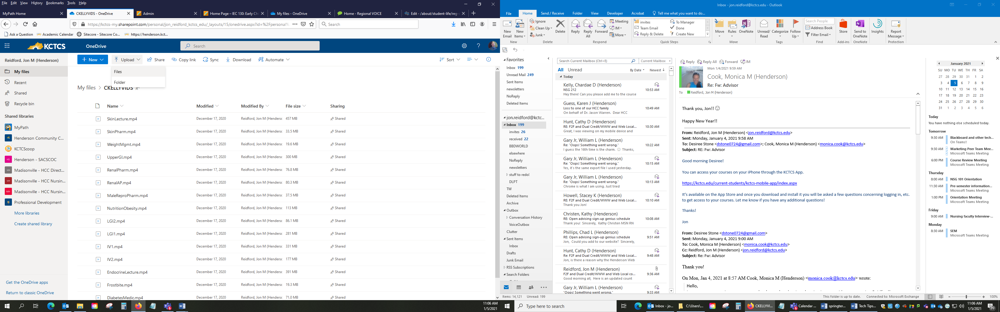 File Edit View History Bookmarks Tools Help
MyPath Home
CKELLYVIDS - OneDrive
Admin
Home Page – IEC 130: Early Chi
My files - OneDrive
Home - Regional VOICE
Edit - /about/student-life/reg-s
https://kctcs-my.sharepoint.com/personal/jon_reidford_kctcs_edu/_layouts/15/onedrive.aspx?id=%2Fpersonal%
Search
Ask a Question
Academic Calendar
Sitecore - Sitecore Co...
https://henderson.kct...
KCTCS
OneDrive
Search
Reidford, Jon M (Henderson)
My files
Recent
Shared
Recycle bin
Shared libraries
MyPath
Henderson Community C...
KCTCScoop
Henderson - SACSCOC
Madisonville - HCC Direct...
Madisonville - HCC Nursin...
Madisonville - HCC Nursin...
Professional Development
More libraries
Create shared library
Get the OneDrive apps
Return to classic OneDrive
New Upload Share Copy link Sync Download Automate Sort
Files
Folder
My files > CKELLYVIDS
Name Modified Modified By File size Sharing
SkinLecture.mp4 December 17, 2020 Reidford, Jon M (Hendersc 457 MB Shared
SkinPharm.mp4 December 17, 2020 Reidford, Jon M (Hendersc 33.5 MB Shared
WeightMgmt.mp4 December 17, 2020 Reidford, Jon M (Hendersc 19.6 MB Shared
UpperGI.mp4 December 17, 2020 Reidford, Jon M (Hendersc 300 MB Shared
RenalPharm.mp4 December 17, 2020 Reidford, Jon M (Hendersc 76.8 MB Shared
RenalAP.mp4 December 17, 2020 Reidford, Jon M (Hendersc 80.3 MB Shared
MaleReproPharm.mp4 December 17, 2020 Reidford, Jon M (Hendersc 37.5 MB Shared
NutritionObesity.mp4 December 17, 2020 Reidford, Jon M (Hendersc 113 MB Shared
LGI2.mp4 December 17, 2020 Reidford, Jon M (Hendersc 86.1 MB Shared
LGI1.mp4 December 17, 2020 Reidford, Jon M (Hendersc 281 MB Shared
IV1.mp4 December 17, 2020 Reidford, Jon M (Hendersc 331 MB Shared
IV2.mp4 December 17, 2020 Reidford, Jon M (Hendersc 177 MB Shared
EndocrineLecture.mp4 December 17, 2020 Reidford, Jon M (Hendersc 391 MB Shared
Frostbite.mp4 December 17, 2020 Reidford, Jon M (Hendersc 19.3 MB Shared
DiabetesMedic.mp4 December 17, 2020 Reidford, Jon M (Hendersc 71.0 MB Shared
11:06 AM
1/5/2021
Inbox - jon.reidford@kctcs.edu - Outlook
File Home Send / Receive Folder View Developer Acrobat Tell me what you want to do...
New Email
New Items
Ignore
Clean Up
Junk
Delete
Reply
Reply All
Forward
Meeting
IM
More
invites
Team Email
Reply & Delete
To Manager
Done
Create New
Move
Rules
OneNote
Unread/ Read
Categorize
Follow Up
Search People
Address Book
Filter Email
Store
Send to OneNote
Insights
Report Message
New Delete Respond Quick Steps Move Tags Find Add-ins OneNote Protection
Favorites
Inbox 199
Unread Mail 249
Sent Items
newsletters
NoReply
Deleted Items
jon.reidford@kctc...
Inbox 199
invites 26
received 22
BBDWORLD
elsewhere
NoReply
newsletters
stuff to redo!
DLPT
TW
Deleted Items
Archive
Outbox
Conversation History
VoiceOutbox
Clutter
Sent Items
Inbox
Drafts
Junk Email
RSS Subscriptions
Search Folders
Search Current Mailbox (Ctrl+E) Current Mailbox
All Unread By Date Newest
Today
Kelly, Chardae D (Henderson)
NSG 212 10:53 AM
Hey there! Can you please add me to the course
Guess, Karen J (Henderson)
Loss to one of our HCC family 10:49 AM
On behalf of Dr. Jason Warren. Dear HCC
Hunt, Cathy D (Henderson)
RE: F2F and Dual Credit/WWW and Web Local... 10:30 AM
Great, I was viewing on my mobile device and
Gary Jr, William L (Henderson)
Re: "Oops! Something went wrong." 10:22 AM
I guess the 16th time is the charm. 🙂 Thanks,
Gary Jr, William L (Henderson)
Re: "Oops! Something went wrong." 10:15 AM
Yes, it's the same export file I used yesterday.
Gary Jr, William L (Henderson)
Re: "Oops! Something went wrong." 10:13 AM
Chrome is what I am using. Just tried
Howell, Stacey K (Henderson)
RE: F2F and Dual Credit/WWW and Web Local... 10:10 AM
Thank you Jon!
Christen, Kathy (Henderson)
RE: Open advising sign-up genius schedule 10:08 AM
Thank you! Sincerely, Kathy Christen MSN RN
Phillips, Chad L (Henderson)
RE: Open advising sign-up genius schedule 9:51 AM
Jon, Could you add to our website? Sincerely,
Hunt, Cathy D (Henderson)
Re: F2F and Dual Credit/WWW and Web Local... 9:48 AM
Jon, is there a reason why the Henderson Web
Reidford, Jon M (Henderson)
F2F and Dual Credit/WWW and Web Local co... 9:36 AM
Good morning all, Here is an updated count
Gary Jr, William L (Henderson)
"Oops! Something went wrong." 9:33 AM
Reply Reply All Forward IM
Mon 1/4/2021 9:59 AM
Cook, Monica M (Henderson)
Re: Fw: Advisor
To Reidford, Jon M (Henderson)
Thank you, Jon!! 🙂
Happy New Year!!
From: Reidford, Jon M (Henderson) <jon.reidford@kctcs.edu>
Sent: Monday, January 4, 2021 9:58 AM
To: Desiree Stone <dstone0724@gmail.com>; Cook, Monica M (Henderson) <monica.cook@kctcs.edu>
Subject: RE: Fw: Advisor
Good morning Desiree!
You can access your courses on your iPhone through the KCTCS App.
https://kctcs.edu/current-students/kctcs-mobile-app/index.aspx
It's available on the App Store and once you download and install it you will be asked a few questions concerning logging in, etc.
to get access to your courses. Let me know if you have any additional questions!
Thanks!
Jon
From: Desiree Stone <dstone0724@gmail.com>
Sent: Monday, January 4, 2021 9:00 AM
To: Cook, Monica M (Henderson) <monica.cook@kctcs.edu>
Cc: Reidford, Jon M (Henderson) <jon.reidford@kctcs.edu>
Subject: Re: Fw: Advisor
Thank you!
On Mon, Jan 4, 2021 at 8:57 AM Cook, Monica M (Henderson) <monica.cook@kctcs.edu> wrote:
Hello,
January 2021
SU MO TU WE TH FR SA
27 28 29 30 31 1 2
3 4 5 6 7 8 9
10 11 12 13 14 15 16
17 18 19 20 21 22 23
24 25 26 27 28 29 30
31 1 2 3 4 5 6
Today
You have nothing else scheduled today.
Tomorrow
9:30 AM Blackboard and other tech...
On Teams!!
9:30 AM Marketing Peer Team Mee...
Microsoft Teams Meeting
6:00 PM Course Review Meeting
Microsoft Teams Meeting
Thursday
8:00 AM NSG 101 Orientation
11:30 AM Pre-semester information...
Microsoft Teams Meeting
1:00 PM Orientation Meeting
Microsoft Teams Meeting
Friday
9:00 AM Nursing faculty Interview-...
Monday
8:30 AM SEM
Microsoft Teams Meeting
Items: 14,121 Unread: 199
This folder is up to date. Connected to: Microsoft Exchange 100%
Type here to search
Inbox - jo...
C:\Users\...
CKELLYVI...
Calendar ...
springter...
Tech Tips...
11:06 AM
1/5/2021
20